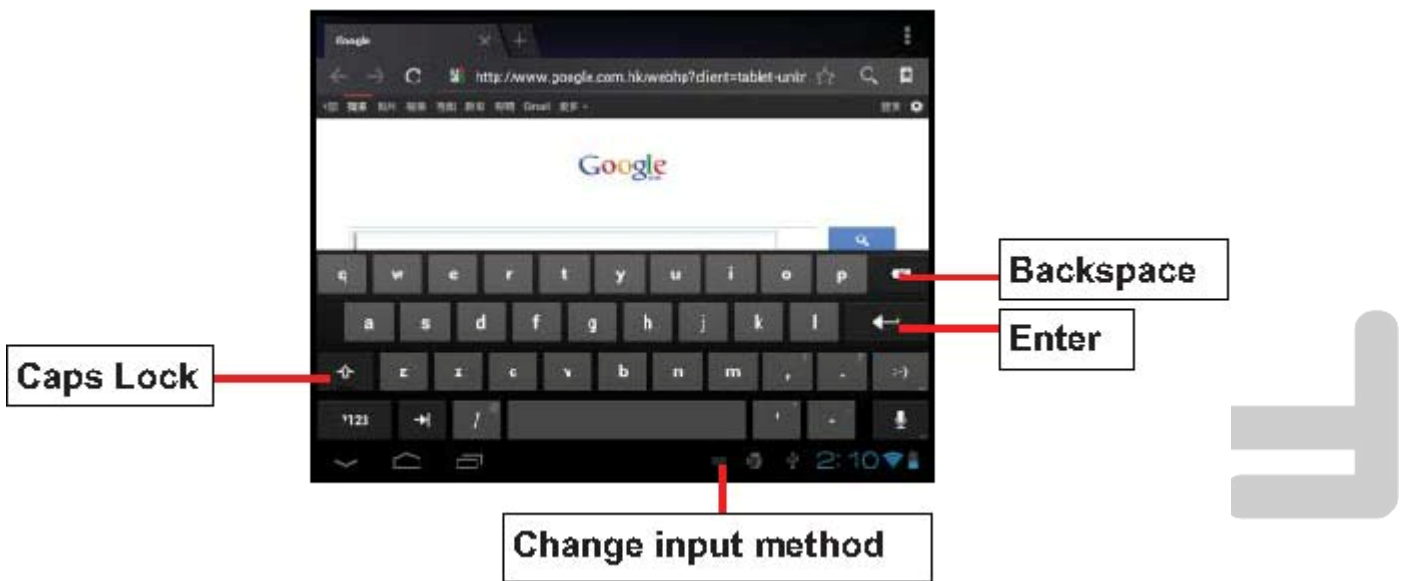 Google
http://www.google.com.hk/webhp?client=tablet-unkr
Gmail
Google
q w e r t y u i o p
Backspace
a s d f g h j k l
Enter
Caps Lock
z x c v b n m , . :-)
?123 / ' -
2:10
Change input method